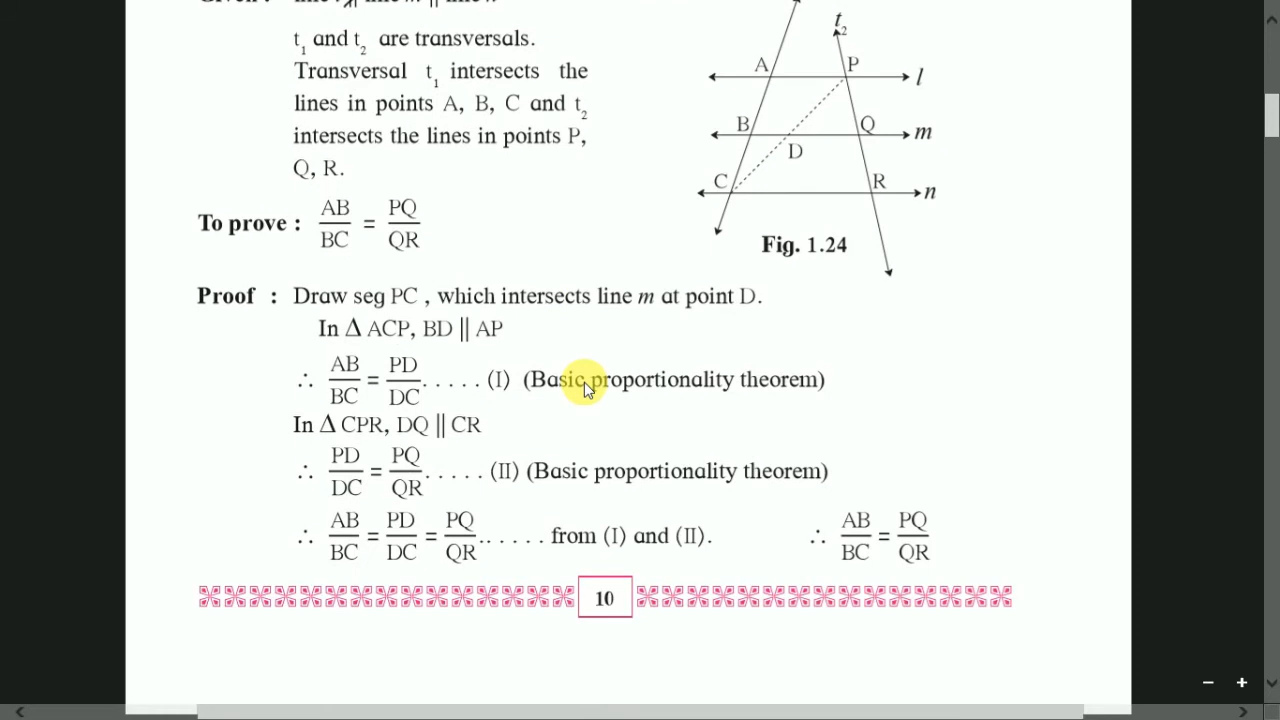 t1 and t2 are transversals.
Transversal t1 intersects the
lines in points A, B, C and t2
intersects the lines in points P,
Q, R.
t2
A P l
B Q m
D
C R n
Fig. 1.24
To prove : AB/BC = PQ/QR
Proof : Draw seg PC , which intersects line m at point D.
In Δ ACP, BD || AP
∴ AB/BC = PD/DC . . . . . (I) (Basic proportionality theorem)
In Δ CPR, DQ || CR
∴ PD/DC = PQ/QR . . . . . (II) (Basic proportionality theorem)
∴ AB/BC = PD/DC = PQ/QR . . . . . . from (I) and (II). ∴ AB/BC = PQ/QR
10